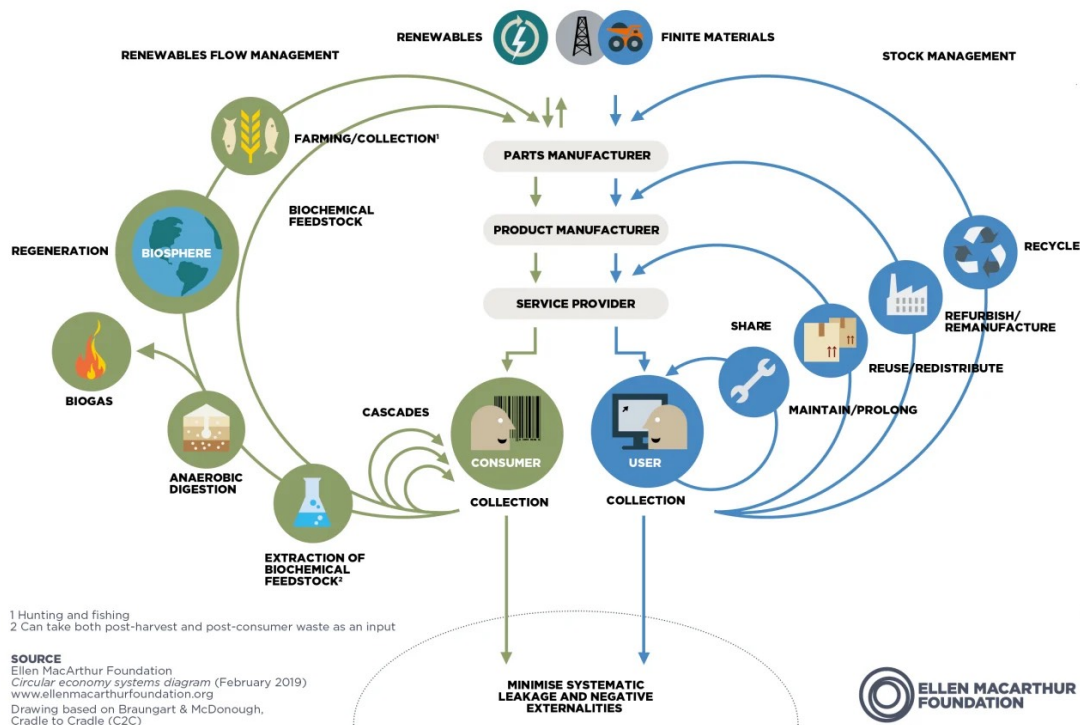 RENEWABLES
FINITE MATERIALS
RENEWABLES FLOW MANAGEMENT
STOCK MANAGEMENT
FARMING/COLLECTION¹
PARTS MANUFACTURER
BIOCHEMICAL
FEEDSTOCK
PRODUCT MANUFACTURER
REGENERATION
BIOSPHERE
RECYCLE
SERVICE PROVIDER
SHARE
REFURBISH/
REMANUFACTURE
REUSE/REDISTRIBUTE
BIOGAS
CASCADES
MAINTAIN/PROLONG
CONSUMER
USER
ANAEROBIC
DIGESTION
COLLECTION
COLLECTION
EXTRACTION OF
BIOCHEMICAL
FEEDSTOCK²
1 Hunting and fishing
2 Can take both post-harvest and post-consumer waste as an input
SOURCE
Ellen MacArthur Foundation
Circular economy systems diagram (February 2019)
www.ellenmacarthurfoundation.org
Drawing based on Braungart & McDonough,
Cradle to Cradle (C2C)
MINIMISE SYSTEMATIC
LEAKAGE AND NEGATIVE
EXTERNALITIES
ELLEN MACARTHUR
FOUNDATION